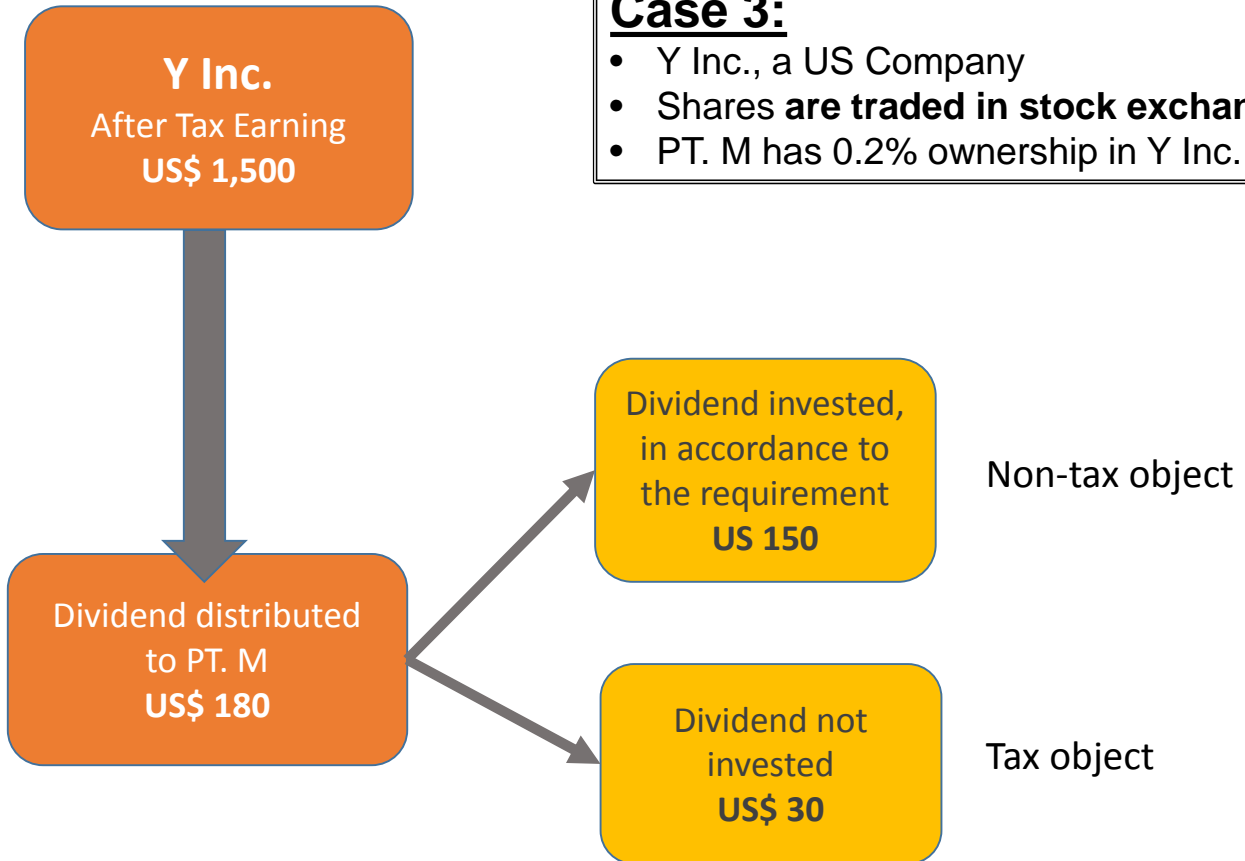 Case 3:
• Y Inc., a US Company
• Shares are traded in stock
• PT. M has 0.2% ownership in Y Inc.
Y Inc.
After Tax Earning
US$ 1,500
Dividend distributed
to PT. M
US$ 180
Dividend invested,
in accordance to
the requirement
US 150
Non-tax object
Dividend not
invested
US$ 30
Tax object